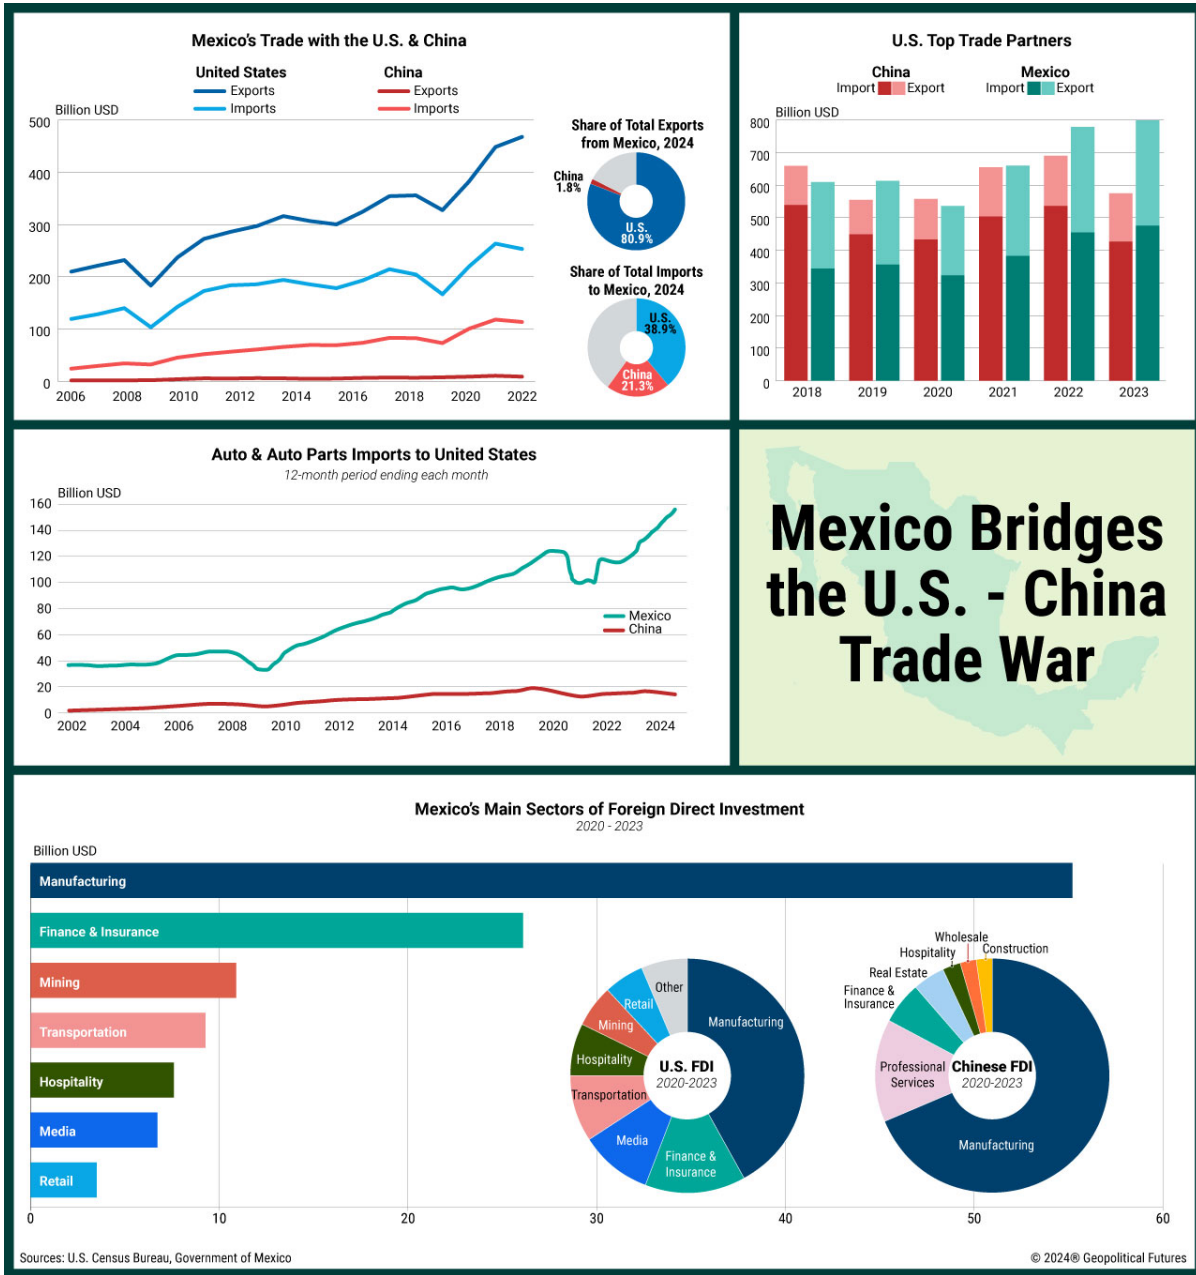 Mexico's Trade with the U.S. & China
United States
China
Exports
Exports
Imports
Imports
Billion USD
500
400
300
200
100
0
2006
2008
2010
2012
2014
2016
2018
2020
2022
Share of Total Exports
from Mexico, 2024
China
1.8%
U.S.
80.9%
Share of Total Imports
to Mexico, 2024
U.S.
38.9%
China
21.3%
U.S. Top Trade Partners
China
Mexico
Import Export
Import Export
Billion USD
800
700
600
500
400
300
200
100
0
2018
2019
2020
2021
2022
2023
Auto & Auto Parts Imports to United States
12-month period ending each month
Billion USD
160
140
120
100
80
60
40
20
0
Mexico
China
2002
2004
2006
2008
2010
2012
2014
2016
2018
2020
2022
2024
Mexico Bridges
the U.S. - China
Trade War
Mexico's Main Sectors of Foreign Direct Investment
2020 - 2023
Billion USD
Manufacturing
Finance & Insurance
Mining
Transportation
Hospitality
Media
Retail
0
10
20
30
40
50
60
Other
Manufacturing
Retail
Mining
Hospitality
Transportation
Media
Finance &
Insurance
U.S. FDI
2020-2023
Wholesale
Construction
Hospitality
Real Estate
Finance &
Insurance
Professional
Services
Manufacturing
Chinese FDI
2020-2023
Sources: U.S. Census Bureau, Government of Mexico
© 2024® Geopolitical Futures